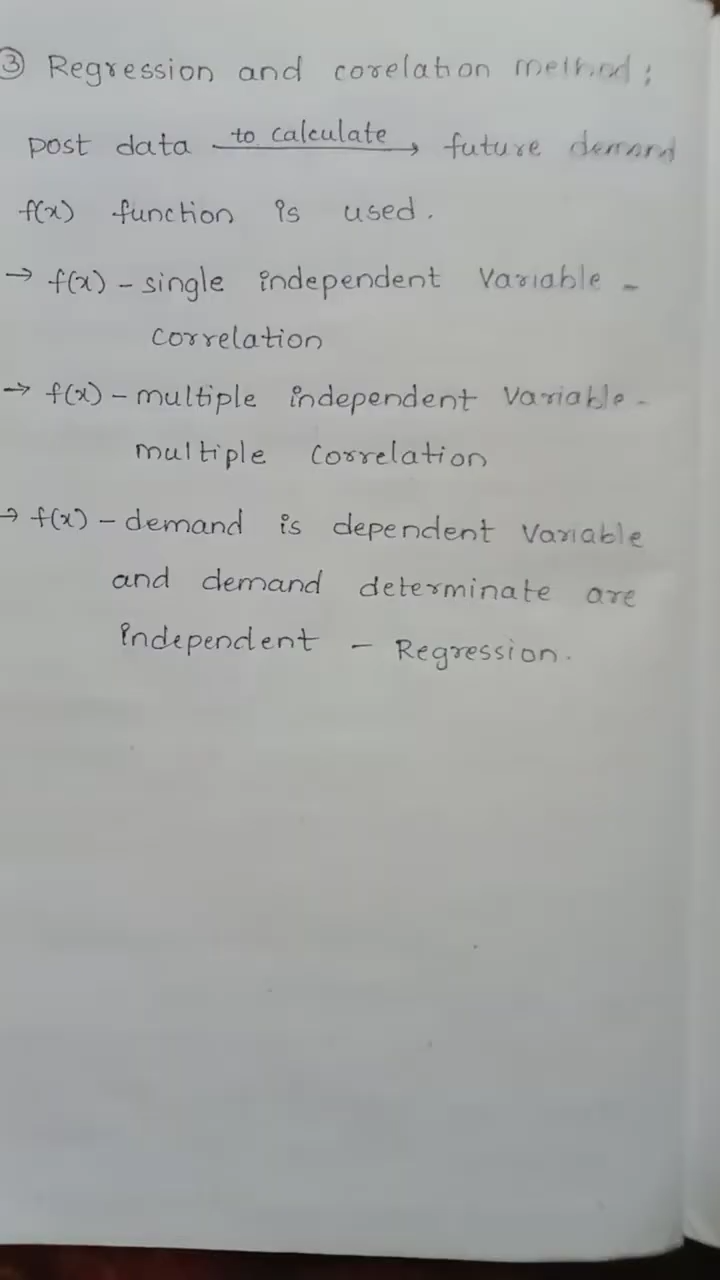 ③ Regression and corelation method;
post data to calculate → future demand
f(x) function is used.
→ f(x) - single independent variable -
correlation
→ f(x) - multiple independent variable -
multiple correlation
→ f(x) - demand is dependent variable
and demand determinate are
independent - Regression.